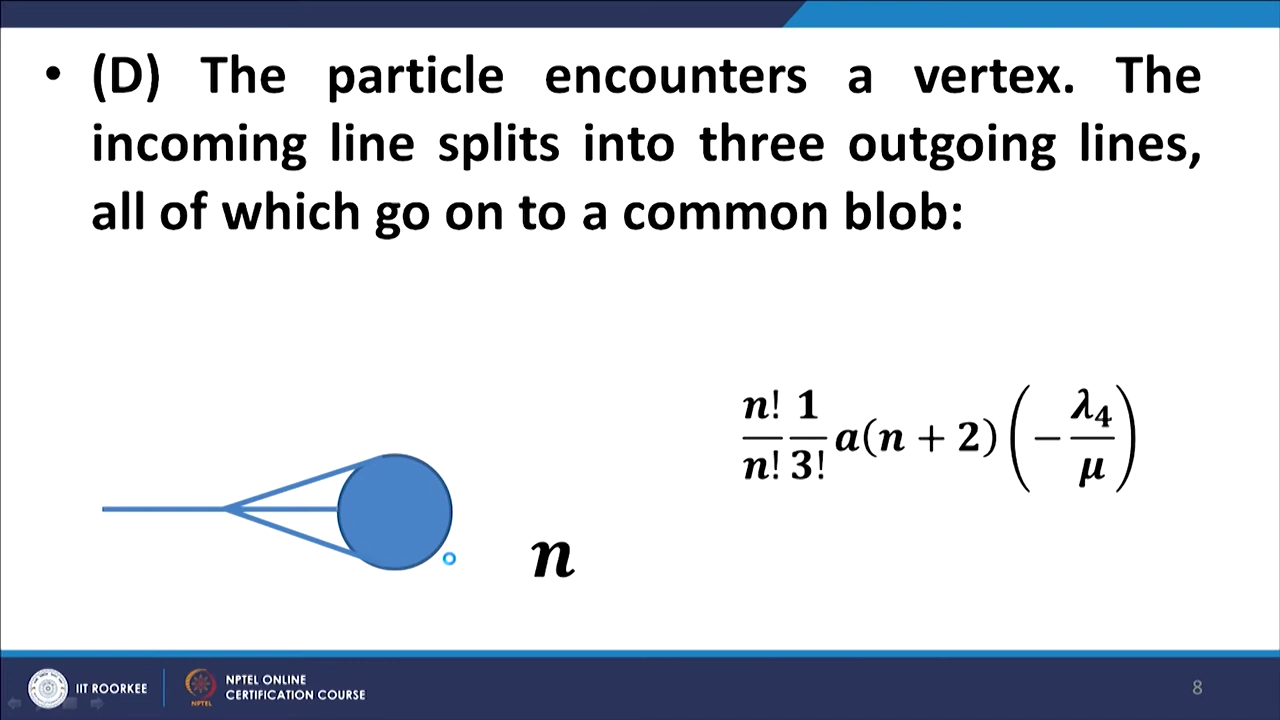 • (D) The particle encounters a vertex. The
incoming line splits into three outgoing lines,
all of which go on to a common blob:
n!/n! 1/3! a(n + 2) (−λ₄/μ)
n
IIT ROORKEE
NPTEL
NPTEL ONLINE
CERTIFICATION COURSE
8